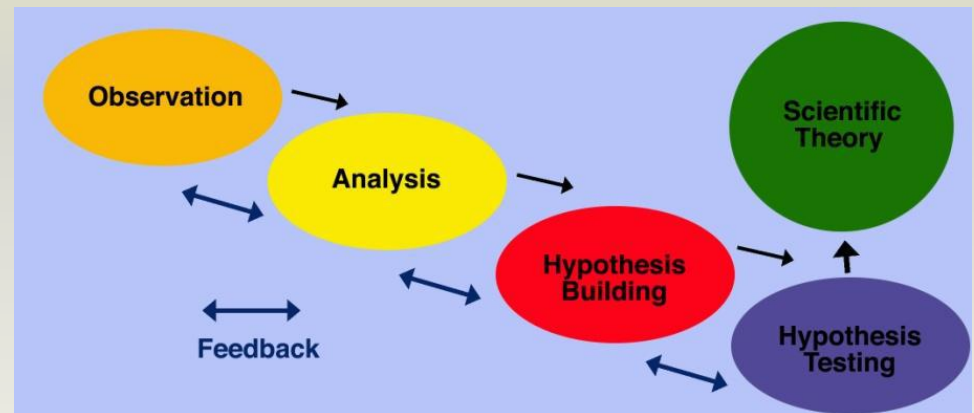 Observation
Analysis
Scientific
Theory
Hypothesis
Building
Hypothesis
Testing
Feedback